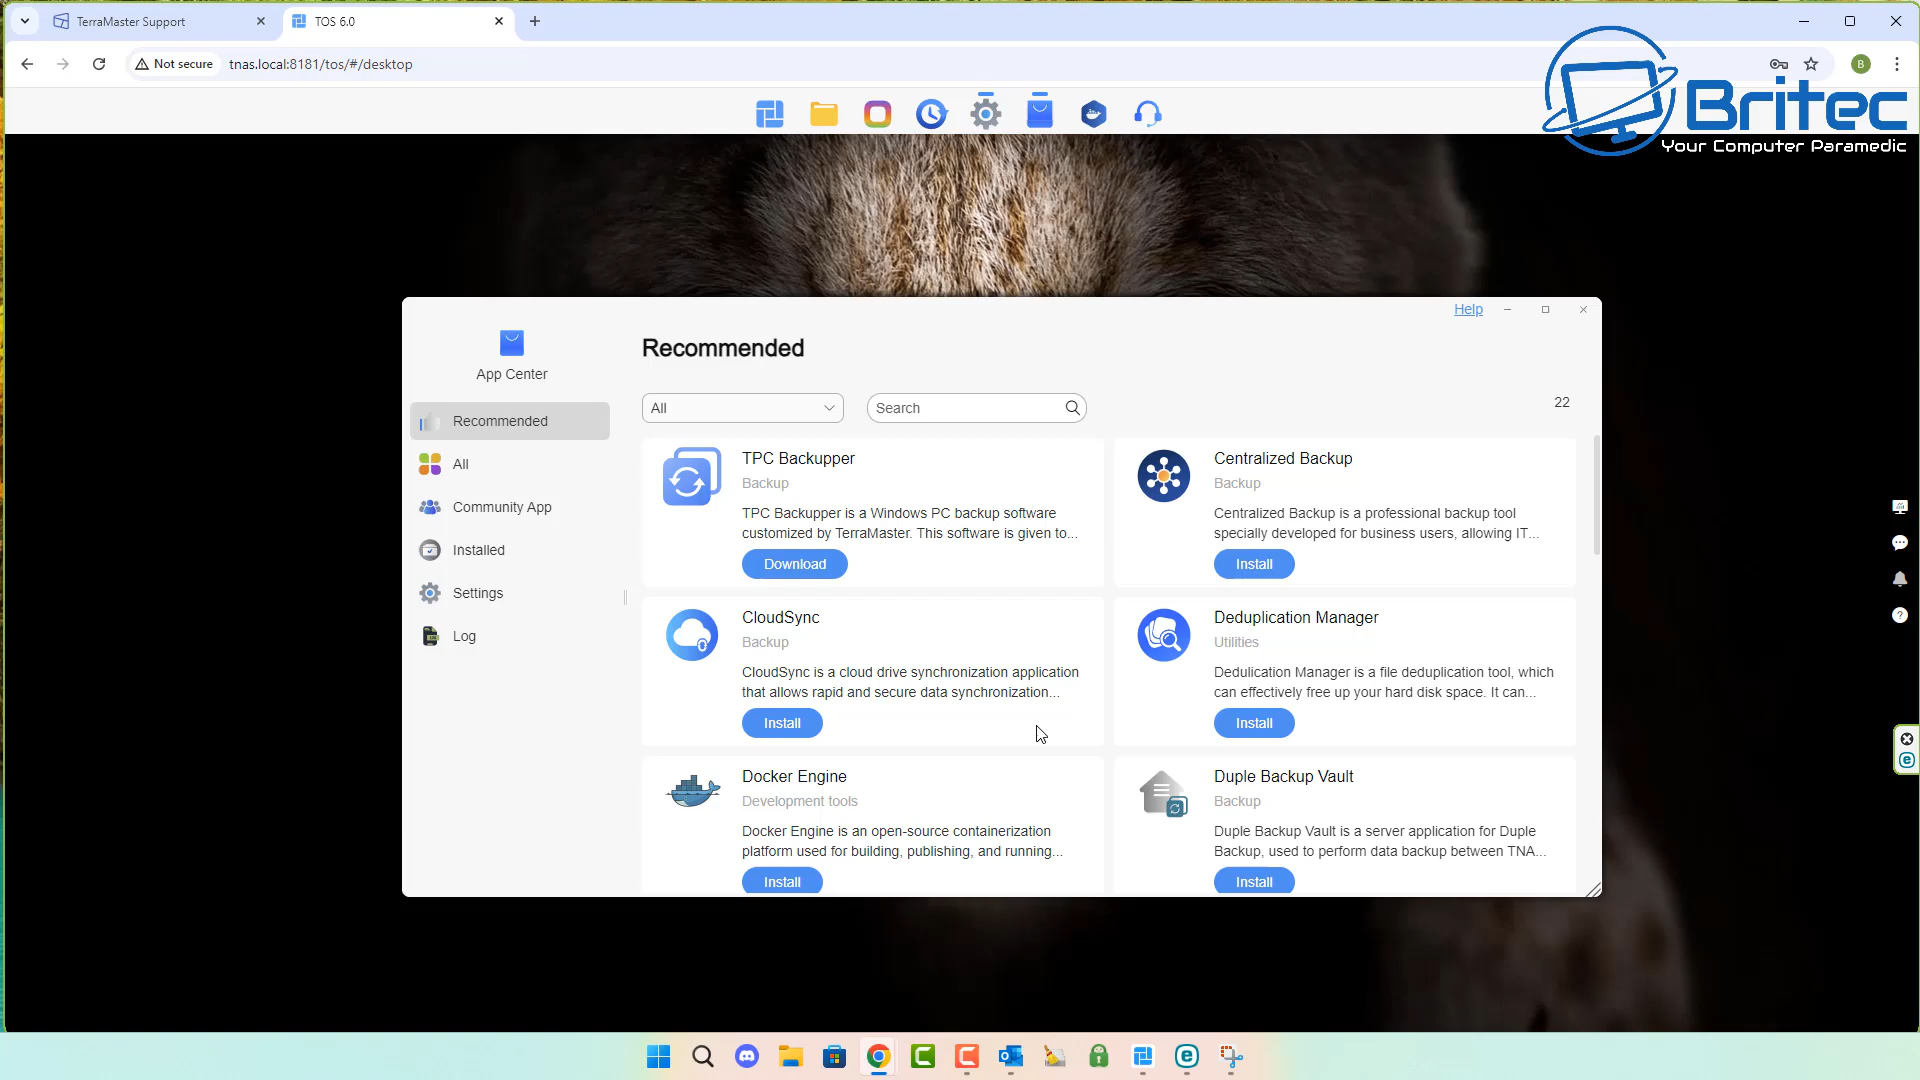 TerraMaster Support
TOS 6.0
Not secure
tnas.local:8181/tos/#/desktop
B
Britec
Your Computer Paramedic
Help
App Center
Recommended
All
Community App
Installed
Settings
Log
Recommended
All
Search
22
TPC Backupper
Backup
TPC Backupper is a Windows PC backup software
customized by TerraMaster. This software is given to...
Download
Centralized Backup
Backup
Centralized Backup is a professional backup tool
specially developed for business users, allowing IT...
Install
CloudSync
Backup
CloudSync is a cloud drive synchronization application
that allows rapid and secure data synchronization...
Install
Deduplication Manager
Utilities
Dedulication Manager is a file deduplication tool, which
can effectively free up your hard disk space. It can...
Install
Docker Engine
Development tools
Docker Engine is an open-source containerization
platform used for building, publishing, and running...
Install
Duple Backup Vault
Backup
Duple Backup Vault is a server application for Duple
Backup, used to perform data backup between TNA...
Install